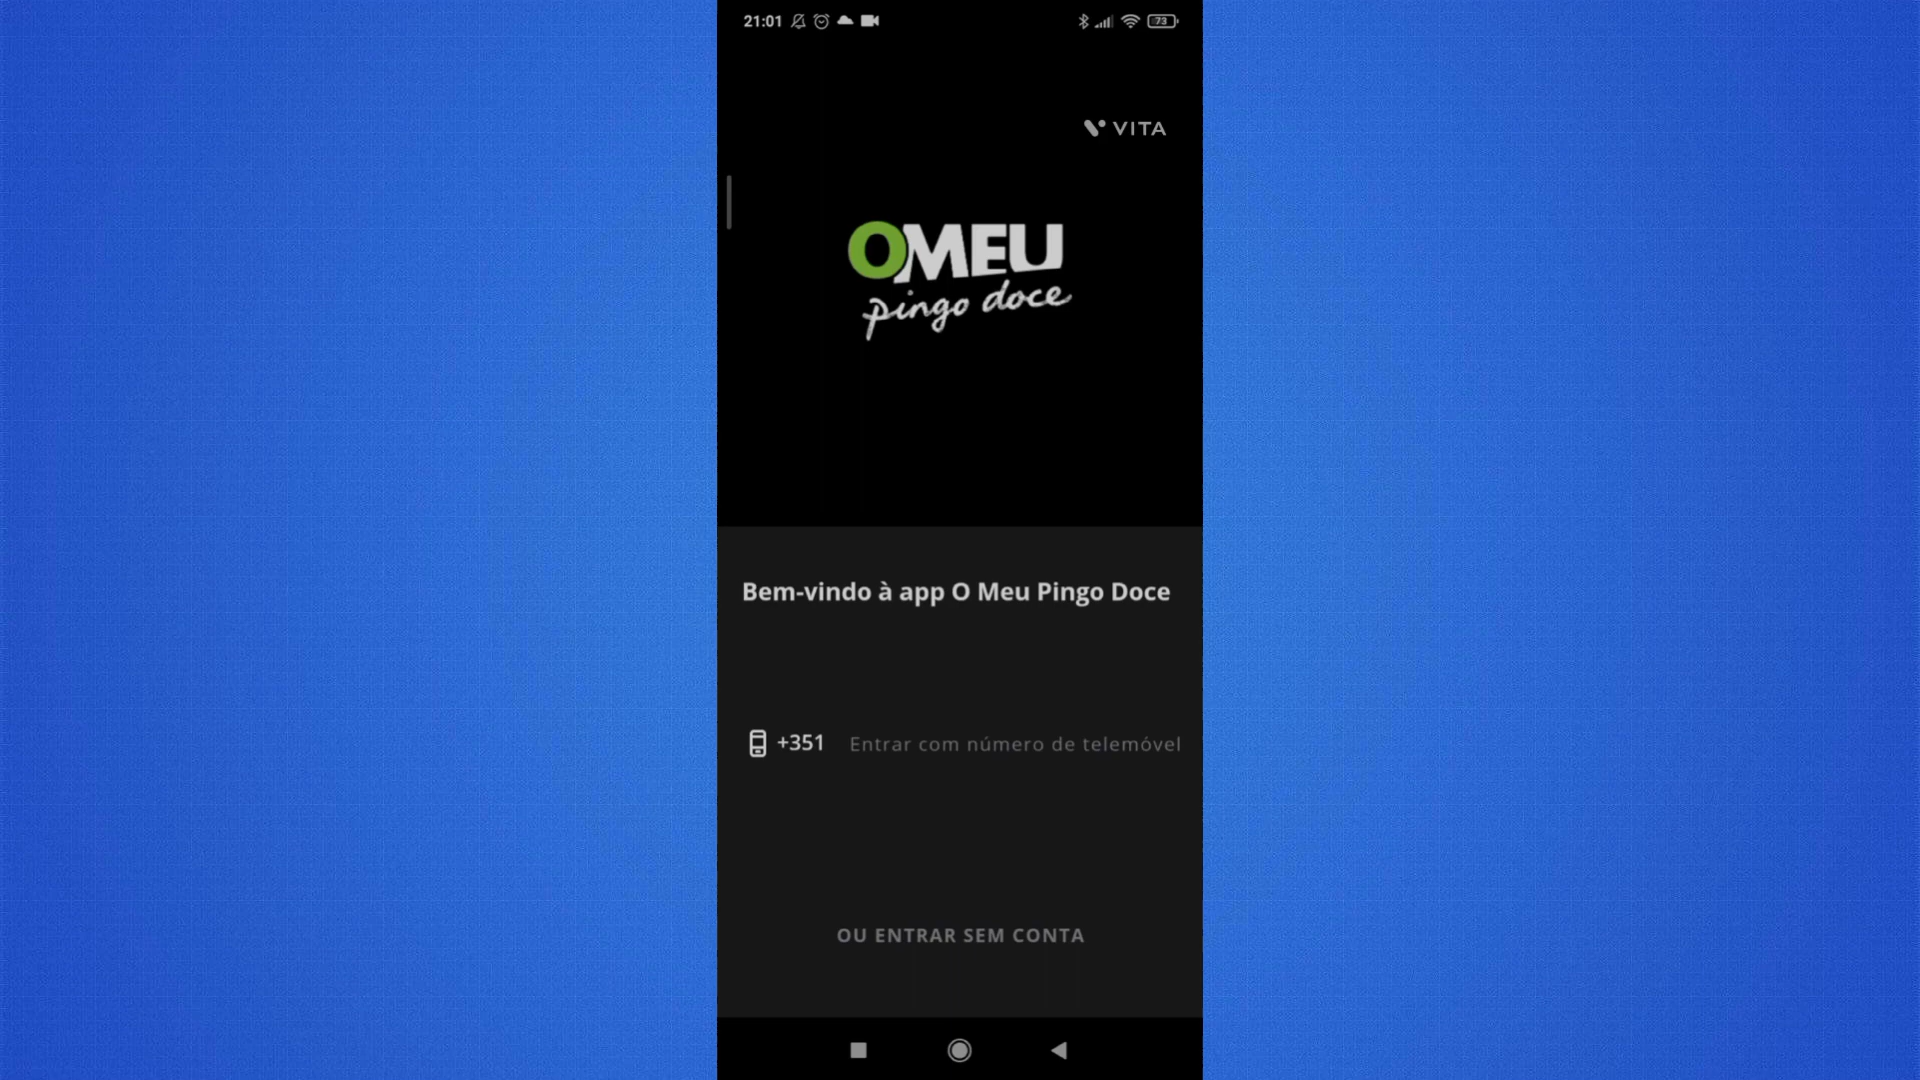 21:01
73
VITA
OMEU
pingo doce
Bem-vindo à app O Meu Pingo Doce
+351 Entrar com número de telemóvel
OU ENTRAR SEM CONTA